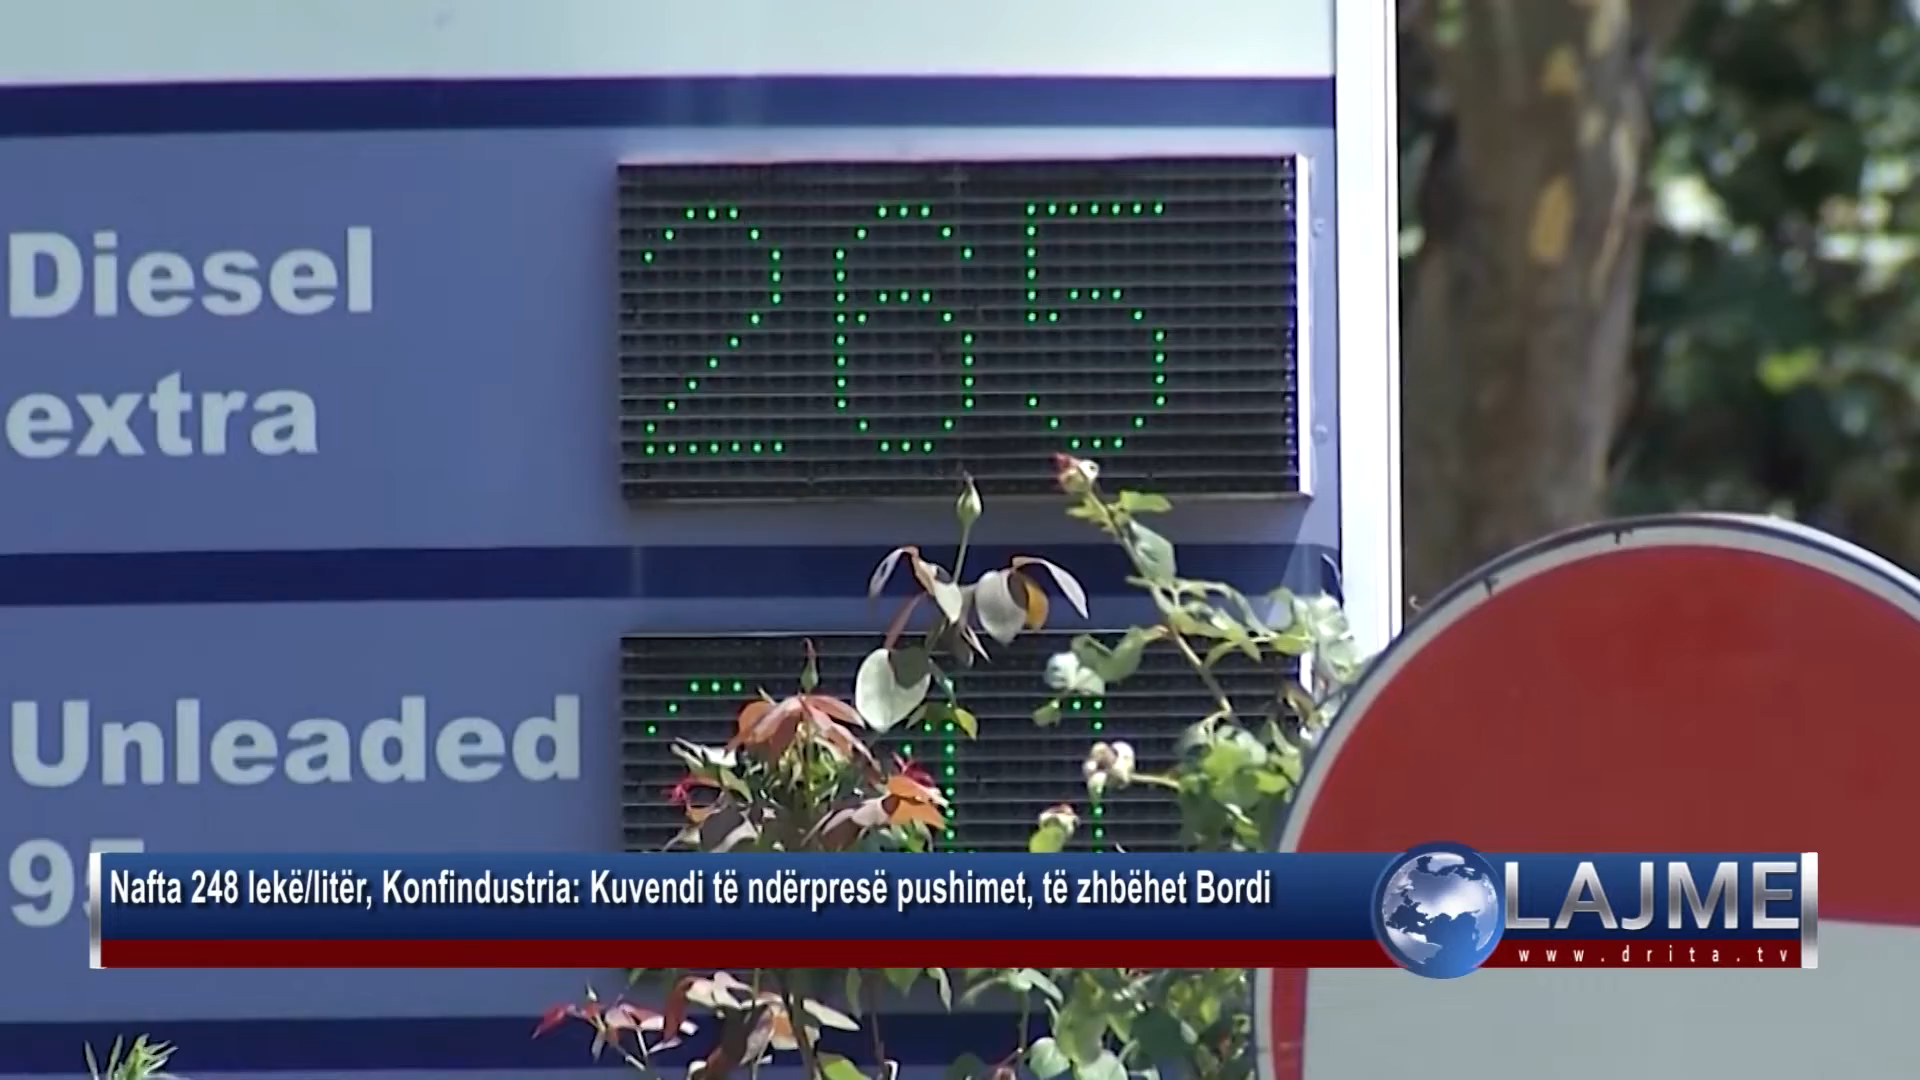 Diesel
extra
265
Unleaded
Nafta 248 lekë/litër, Konfindustria: Kuvendi të ndërpresë pushimet, të zhbëhet Bordi
LAJME
www.drita.tv